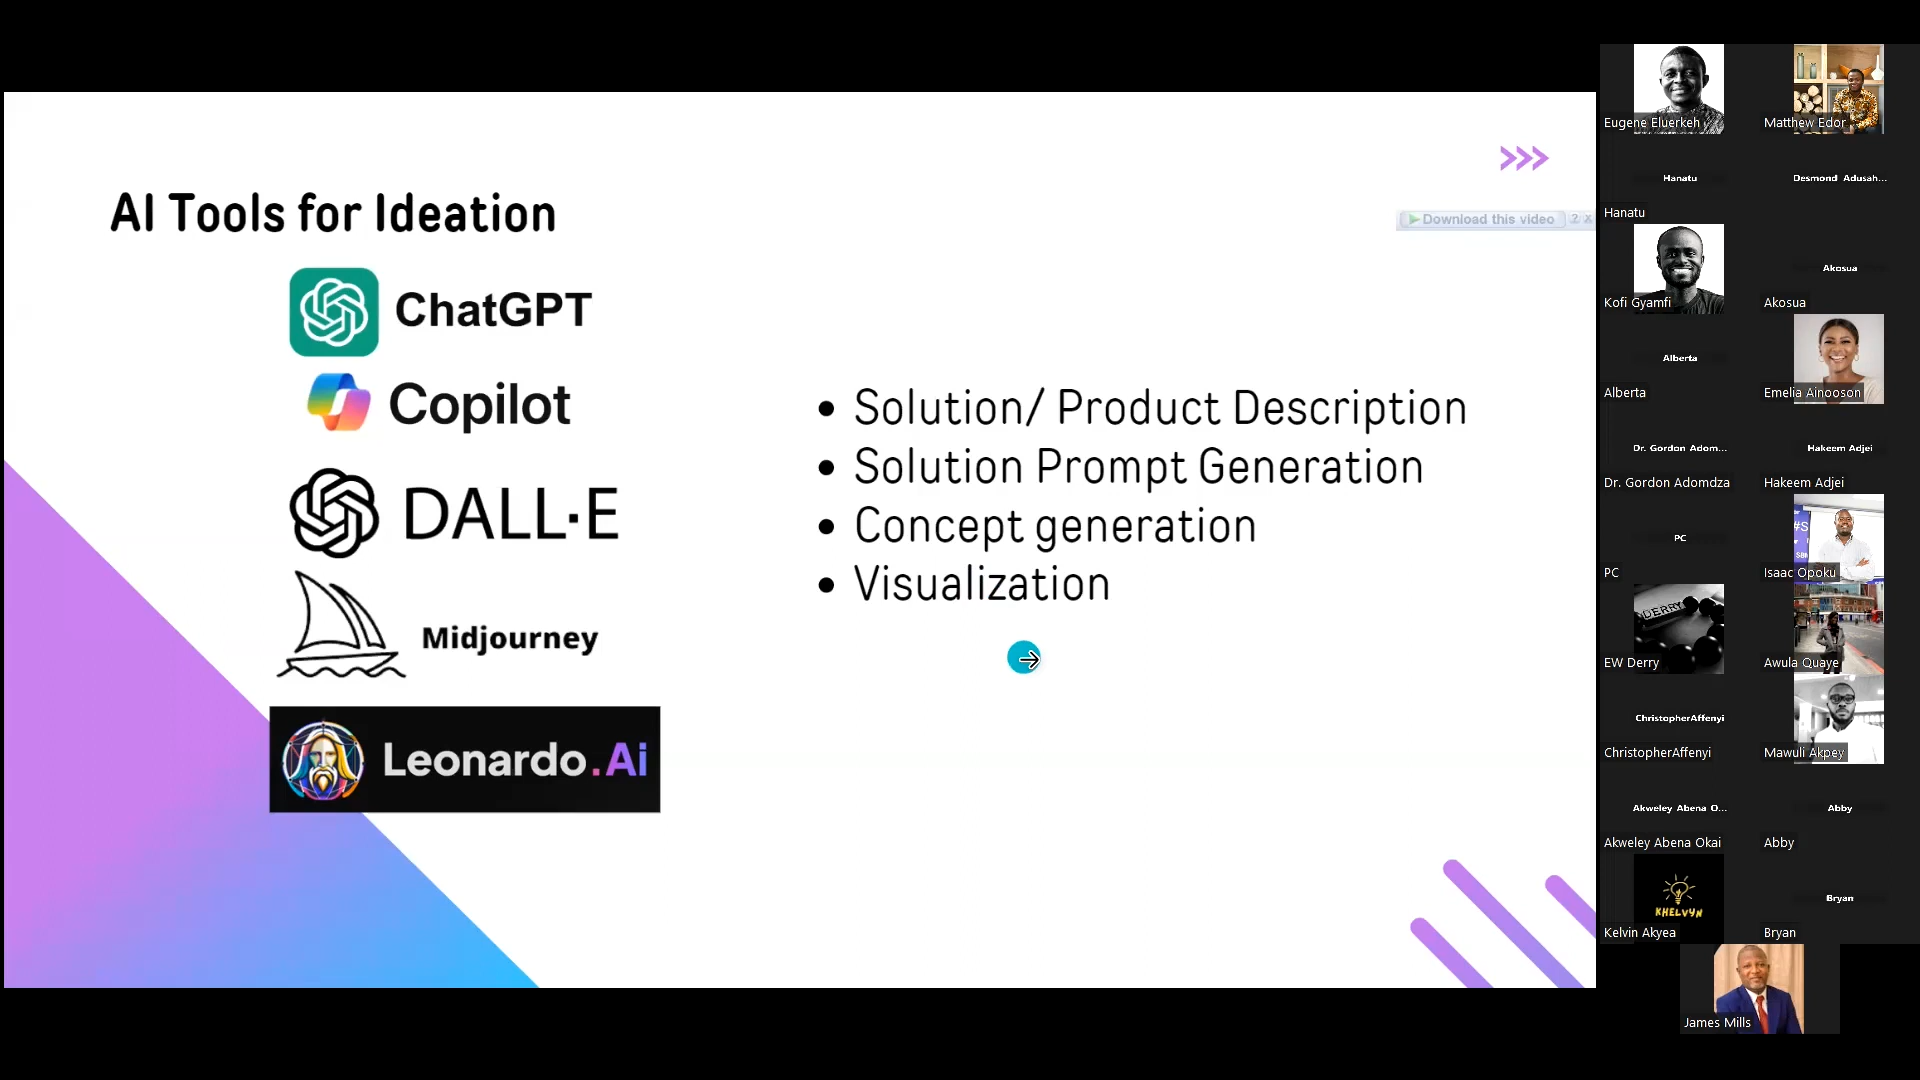 AI Tools for Ideation
Download this video ? x
ChatGPT
Copilot
DALL·E
Midjourney
Leonardo.Ai
• Solution/ Product Description
• Solution Prompt Generation
• Concept generation
• Visualization
Eugene Eluerkeh
Matthew Edor
Hanatu
Desmond Adusah...
Hanatu
Kofi Gyamfi
Akosua
Akosua
Alberta
Alberta
Emelia Ainooson
Dr. Gordon Adom...
Hakeem Adjei
Dr. Gordon Adomdza
Hakeem Adjei
PC
PC
#S
Isaac Opoku
DERRY
EW Derry
Awula Quaye
ChristopherAffenyi
ChristopherAffenyi
Mawuli Akpey
Akweley Abena O...
Abby
Akweley Abena Okai
Abby
KHELVYN
Kelvin Akyea
Bryan
Bryan
James Mills